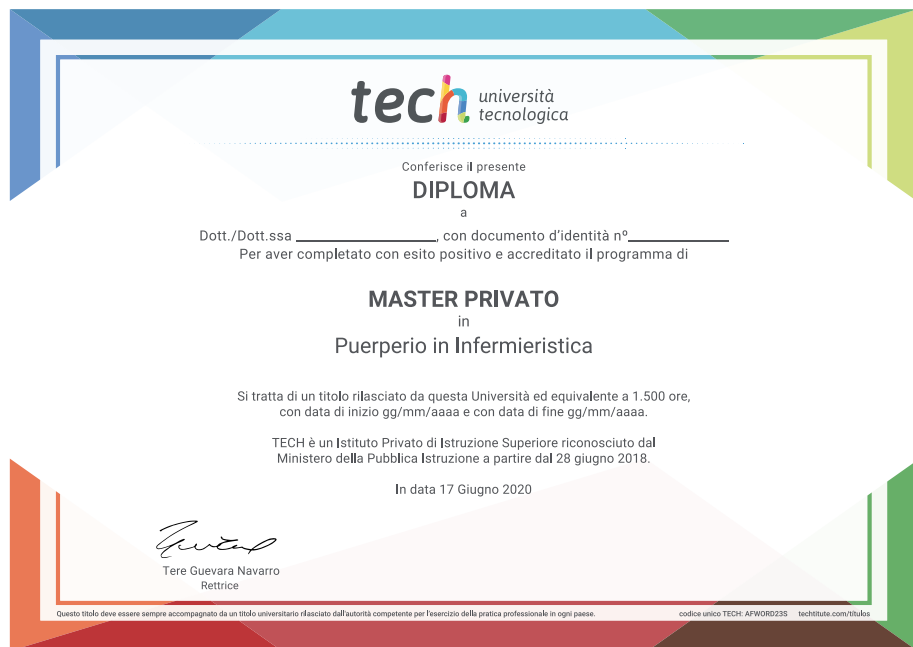 tech università
tecnologica
Conferisce il presente
DIPLOMA
a
Dott./Dott.ssa _________________, con documento d'identità nº____________
Per aver completato con esito positivo e accreditato il programma di
MASTER PRIVATO
in
Puerperio in Infermieristica
Si tratta di un titolo rilasciato da questa Università ed equivalente a 1.500 ore,
con data di inizio gg/mm/aaaa e con data di fine gg/mm/aaaa.
TECH è un Istituto Privato di Istruzione Superiore riconosciuto dal
Ministero della Pubblica Istruzione a partire dal 28 giugno 2018.
In data 17 Giugno 2020
Tere Guevara Navarro
Rettrice
Questo titolo deve essere sempre accompagnato da un titolo universitario rilasciato dall'autorità competente per l'esercizio della pratica professionale in ogni paese.
codice unico TECH: AFWORD23S techtitute.com/títulos